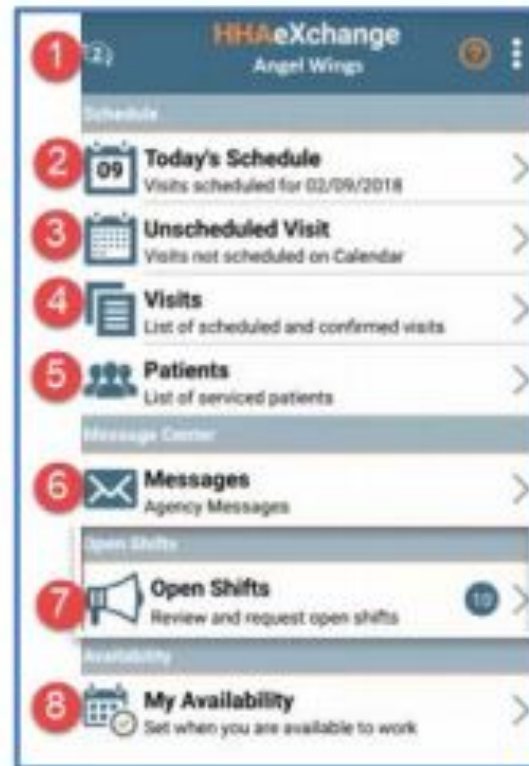 HHAeXchange
1
Angel Wings
?
Schedule
2
09
Today's Schedule
Visits scheduled for 02/09/2018
3
Unscheduled Visit
Visits not scheduled on Calendar
4
Visits
List of scheduled and confirmed visits
5
Patients
List of serviced patients
Message Center
6
Messages
Agency Messages
Open Shifts
7
Open Shifts
10
Review and request open shifts
Availability
8
My Availability
Set when you are available to work